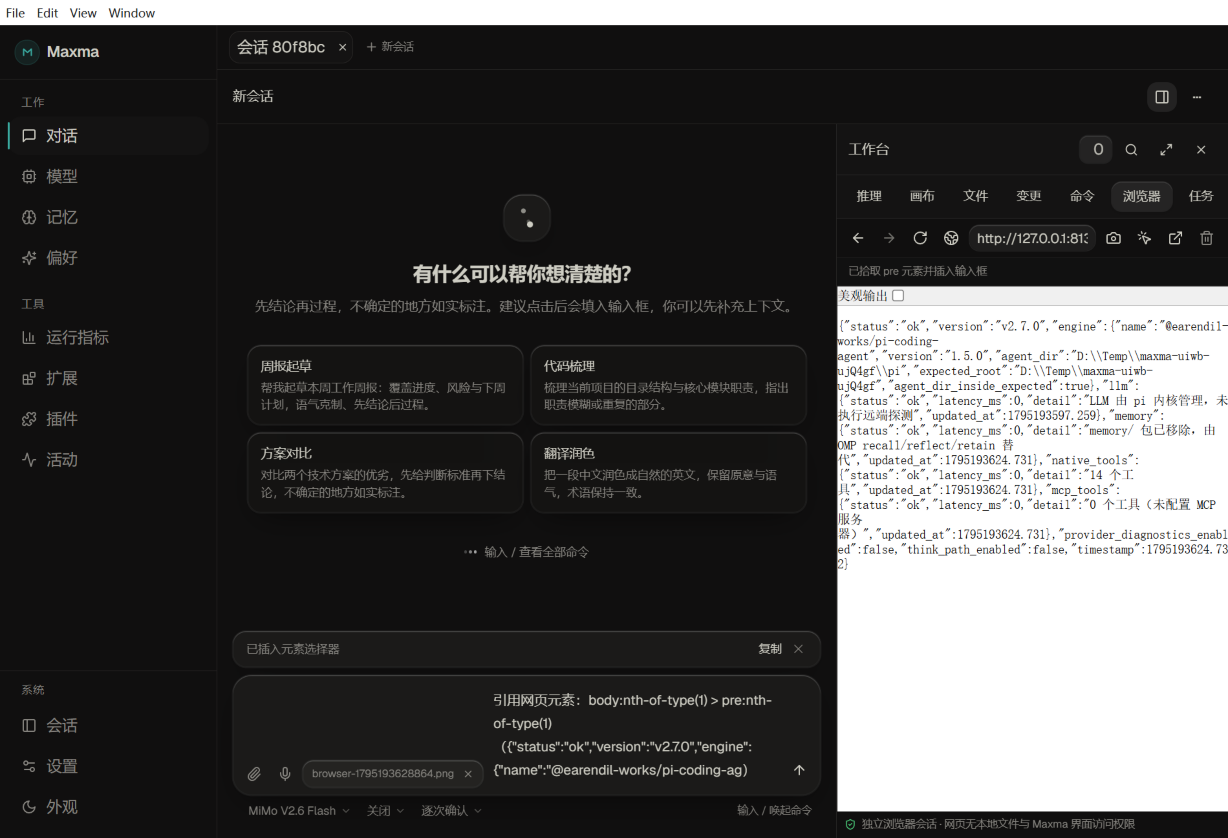 File Edit View Window
M Maxma
工作
对话
模型
记忆
偏好
工具
运行指标
扩展
插件
活动
系统
会话
设置
外观
会话 80f8bc × + 新会话
新会话
有什么可以帮你想清楚的?
先结论再过程，不确定的地方如实标注。建议点击后会填入输入框，你可以先补充上下文。
周报起草
帮我起草本周工作周报：覆盖进度、风险与下周
计划，语气克制、先结论后过程。
代码梳理
梳理当前项目的目录结构与核心模块职责，指出
职责模糊或重复的部分。
方案对比
对比两个技术方案的优劣，先给判断标准再下结
论，不确定的地方如实标注。
翻译润色
把一段中文润色成自然的英文，保留原意与语
气，术语保持一致。
输入 / 查看全部命令
已插入元素选择器 复制
引用网页元素：body:nth-of-type(1) > pre:nth-
of-type(1)
（{"status":"ok","version":"v2.7.0","engine":
{"name":"@earendil-works/pi-coding-ag）
browser-1795193628864.png ×
MiMo V2.6 Flash 关闭 逐次确认 输入 / 唤起命令
工作台 0
推理 画布 文件 变更 命令 浏览器 任务
http://127.0.0.1:813
已拾取 pre 元素并插入输入框
美观输出
{"status":"ok","version":"v2.7.0","engine":{"name":"@earendil-
works/pi-coding-
agent","version":"1.5.0","agent_dir":"D:\\Temp\\maxma-uiwb-
ujQ4gf\\pi","expected_root":"D:\\Temp\\maxma-uiwb-
ujQ4gf","agent_dir_inside_expected":true},"llm":
{"status":"ok","latency_ms":0,"detail":"LLM 由 pi 内核管理，未
执行远端探测","updated_at":1795193597.259},"memory":
{"status":"ok","latency_ms":0,"detail":"memory/ 包已移除，由
OMP recall/reflect/retain 替
代","updated_at":1795193624.731},"native_tools":
{"status":"ok","latency_ms":0,"detail":"14 个工
具","updated_at":1795193624.731},"mcp_tools":
{"status":"ok","latency_ms":0,"detail":"0 个工具（未配置 MCP
服务
器）","updated_at":1795193624.731},"provider_diagnostics_enabl
ed":false,"think_path_enabled":false,"timestamp":1795193624.73
2}
独立浏览器会话 · 网页无本地文件与 Maxma 界面访问权限